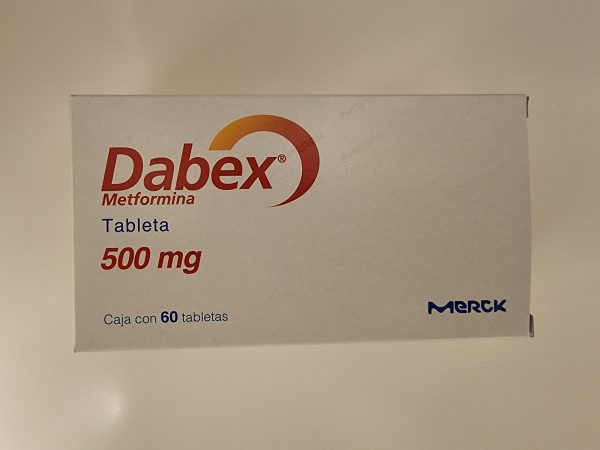 Dabex®
Metformina
Tableta
500 mg
Caja con 60 tabletas
Merck